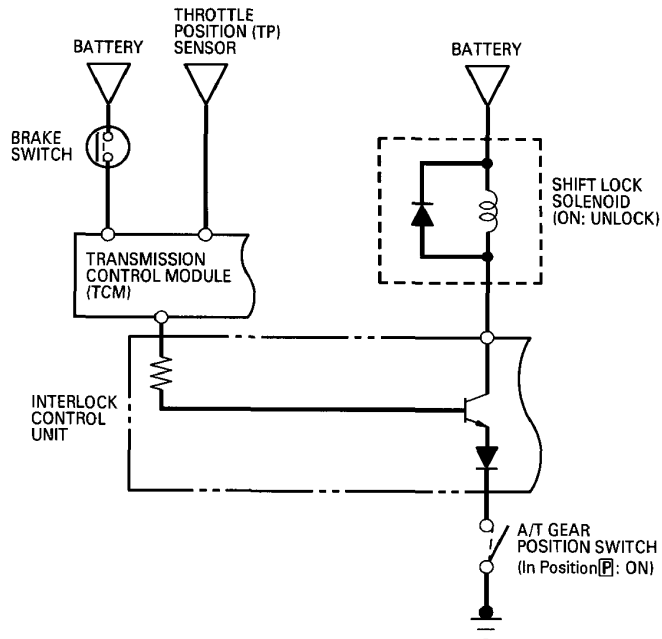 BATTERY
THROTTLE
POSITION (TP)
SENSOR
BATTERY
BRAKE
SWITCH
SHIFT LOCK
SOLENOID
(ON: UNLOCK)
TRANSMISSION
CONTROL MODULE
(TCM)
INTERLOCK
CONTROL
UNIT
A/T GEAR
POSITION SWITCH
(In Position P : ON)